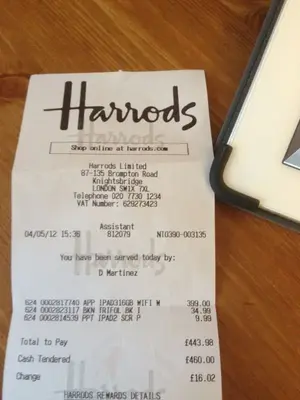 Harrods
Shop online at harrods.com
Harrods Limited
87-135 Brompton Road
Knightsbridge
LONDON SW1X 7XL
Telephone 020 7730 1234
VAT Number: 629273423
Assistant
04/05/12 15:36 812079 NT0390-003135
You have been served today by:
D Martinez
624 0002817740 APP IPAD316GB WIFI W 399.00
624 0002823117 BKN TRIFOL BK I 34.99
624 0002814539 PPT IPAD2 SCR P 9.99
Total to Pay £443.98
Cash Tendered £460.00
Change £16.02
HARRODS REWARDS DETAILS